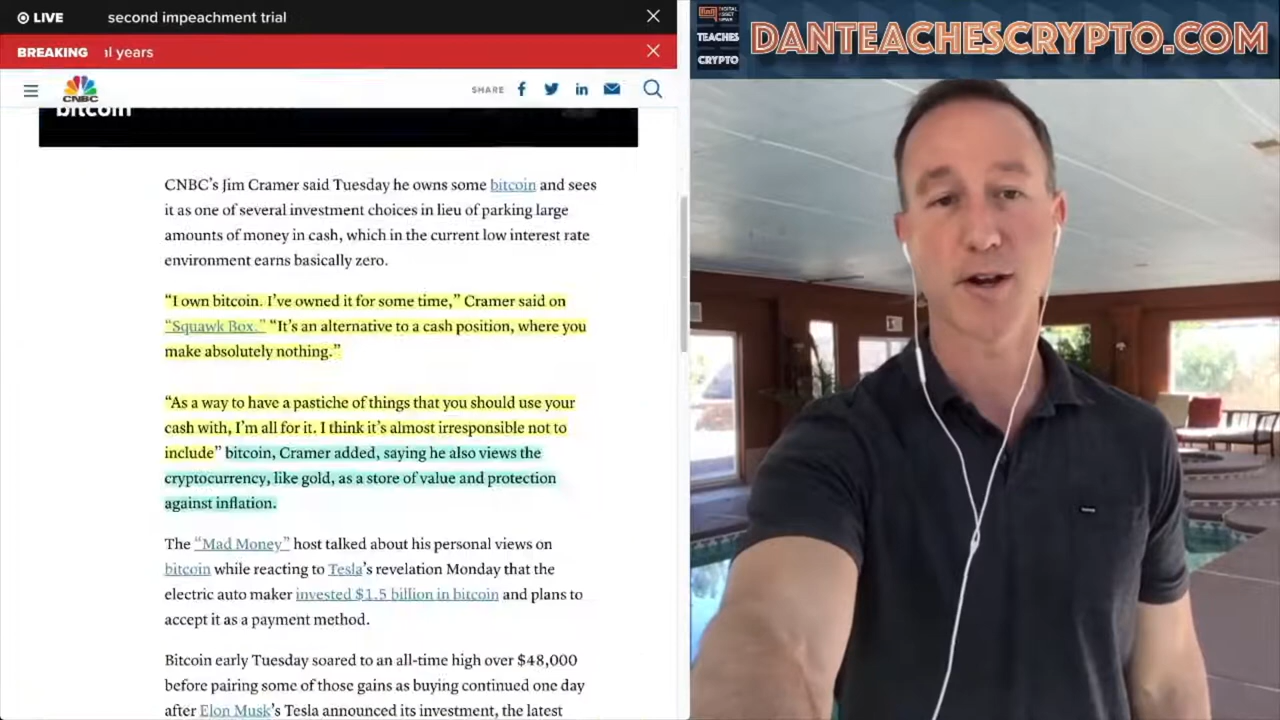 LIVE second impeachment trial
BREAKING ıl years
CNBC
SHARE
bitcoin
CNBC’s Jim Cramer said Tuesday he owns some bitcoin and sees
it as one of several investment choices in lieu of parking large
amounts of money in cash, which in the current low interest rate
environment earns basically zero.
“I own bitcoin. I’ve owned it for some time,” Cramer said on
“Squawk Box.” “It’s an alternative to a cash position, where you
make absolutely nothing.”
“As a way to have a pastiche of things that you should use your
cash with, I’m all for it. I think it’s almost irresponsible not to
include” bitcoin, Cramer added, saying he also views the
cryptocurrency, like gold, as a store of value and protection
against inflation.
The “Mad Money” host talked about his personal views on
bitcoin while reacting to Tesla’s revelation Monday that the
electric auto maker invested $1.5 billion in bitcoin and plans to
accept it as a payment method.
Bitcoin early Tuesday soared to an all-time high over $48,000
before pairing some of those gains as buying continued one day
after Elon Musk’s Tesla announced its investment, the latest
DIGITAL
ASSET
NEWS
TEACHES
CRYPTO
DANTEACHESCRYPTO.COM